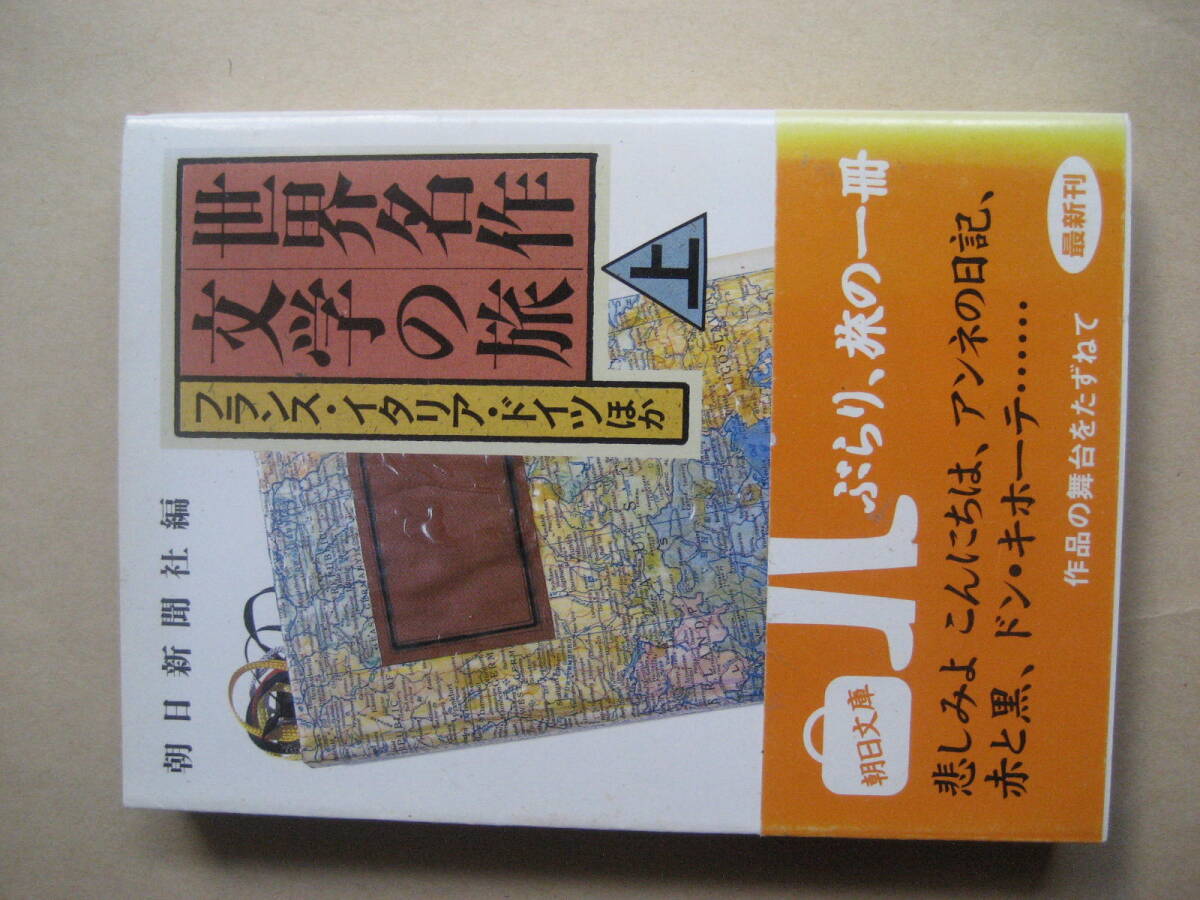 朝日新聞社編
世界名作
文学の旅
上
フランス・イタリア・ドイツほか
ぶらり、旅の一冊
朝日文庫
悲しみよ こんにちは、アンネの日記、
赤と黒、ドン・キホーテ……
作品の舞台をたずねて
最新刊